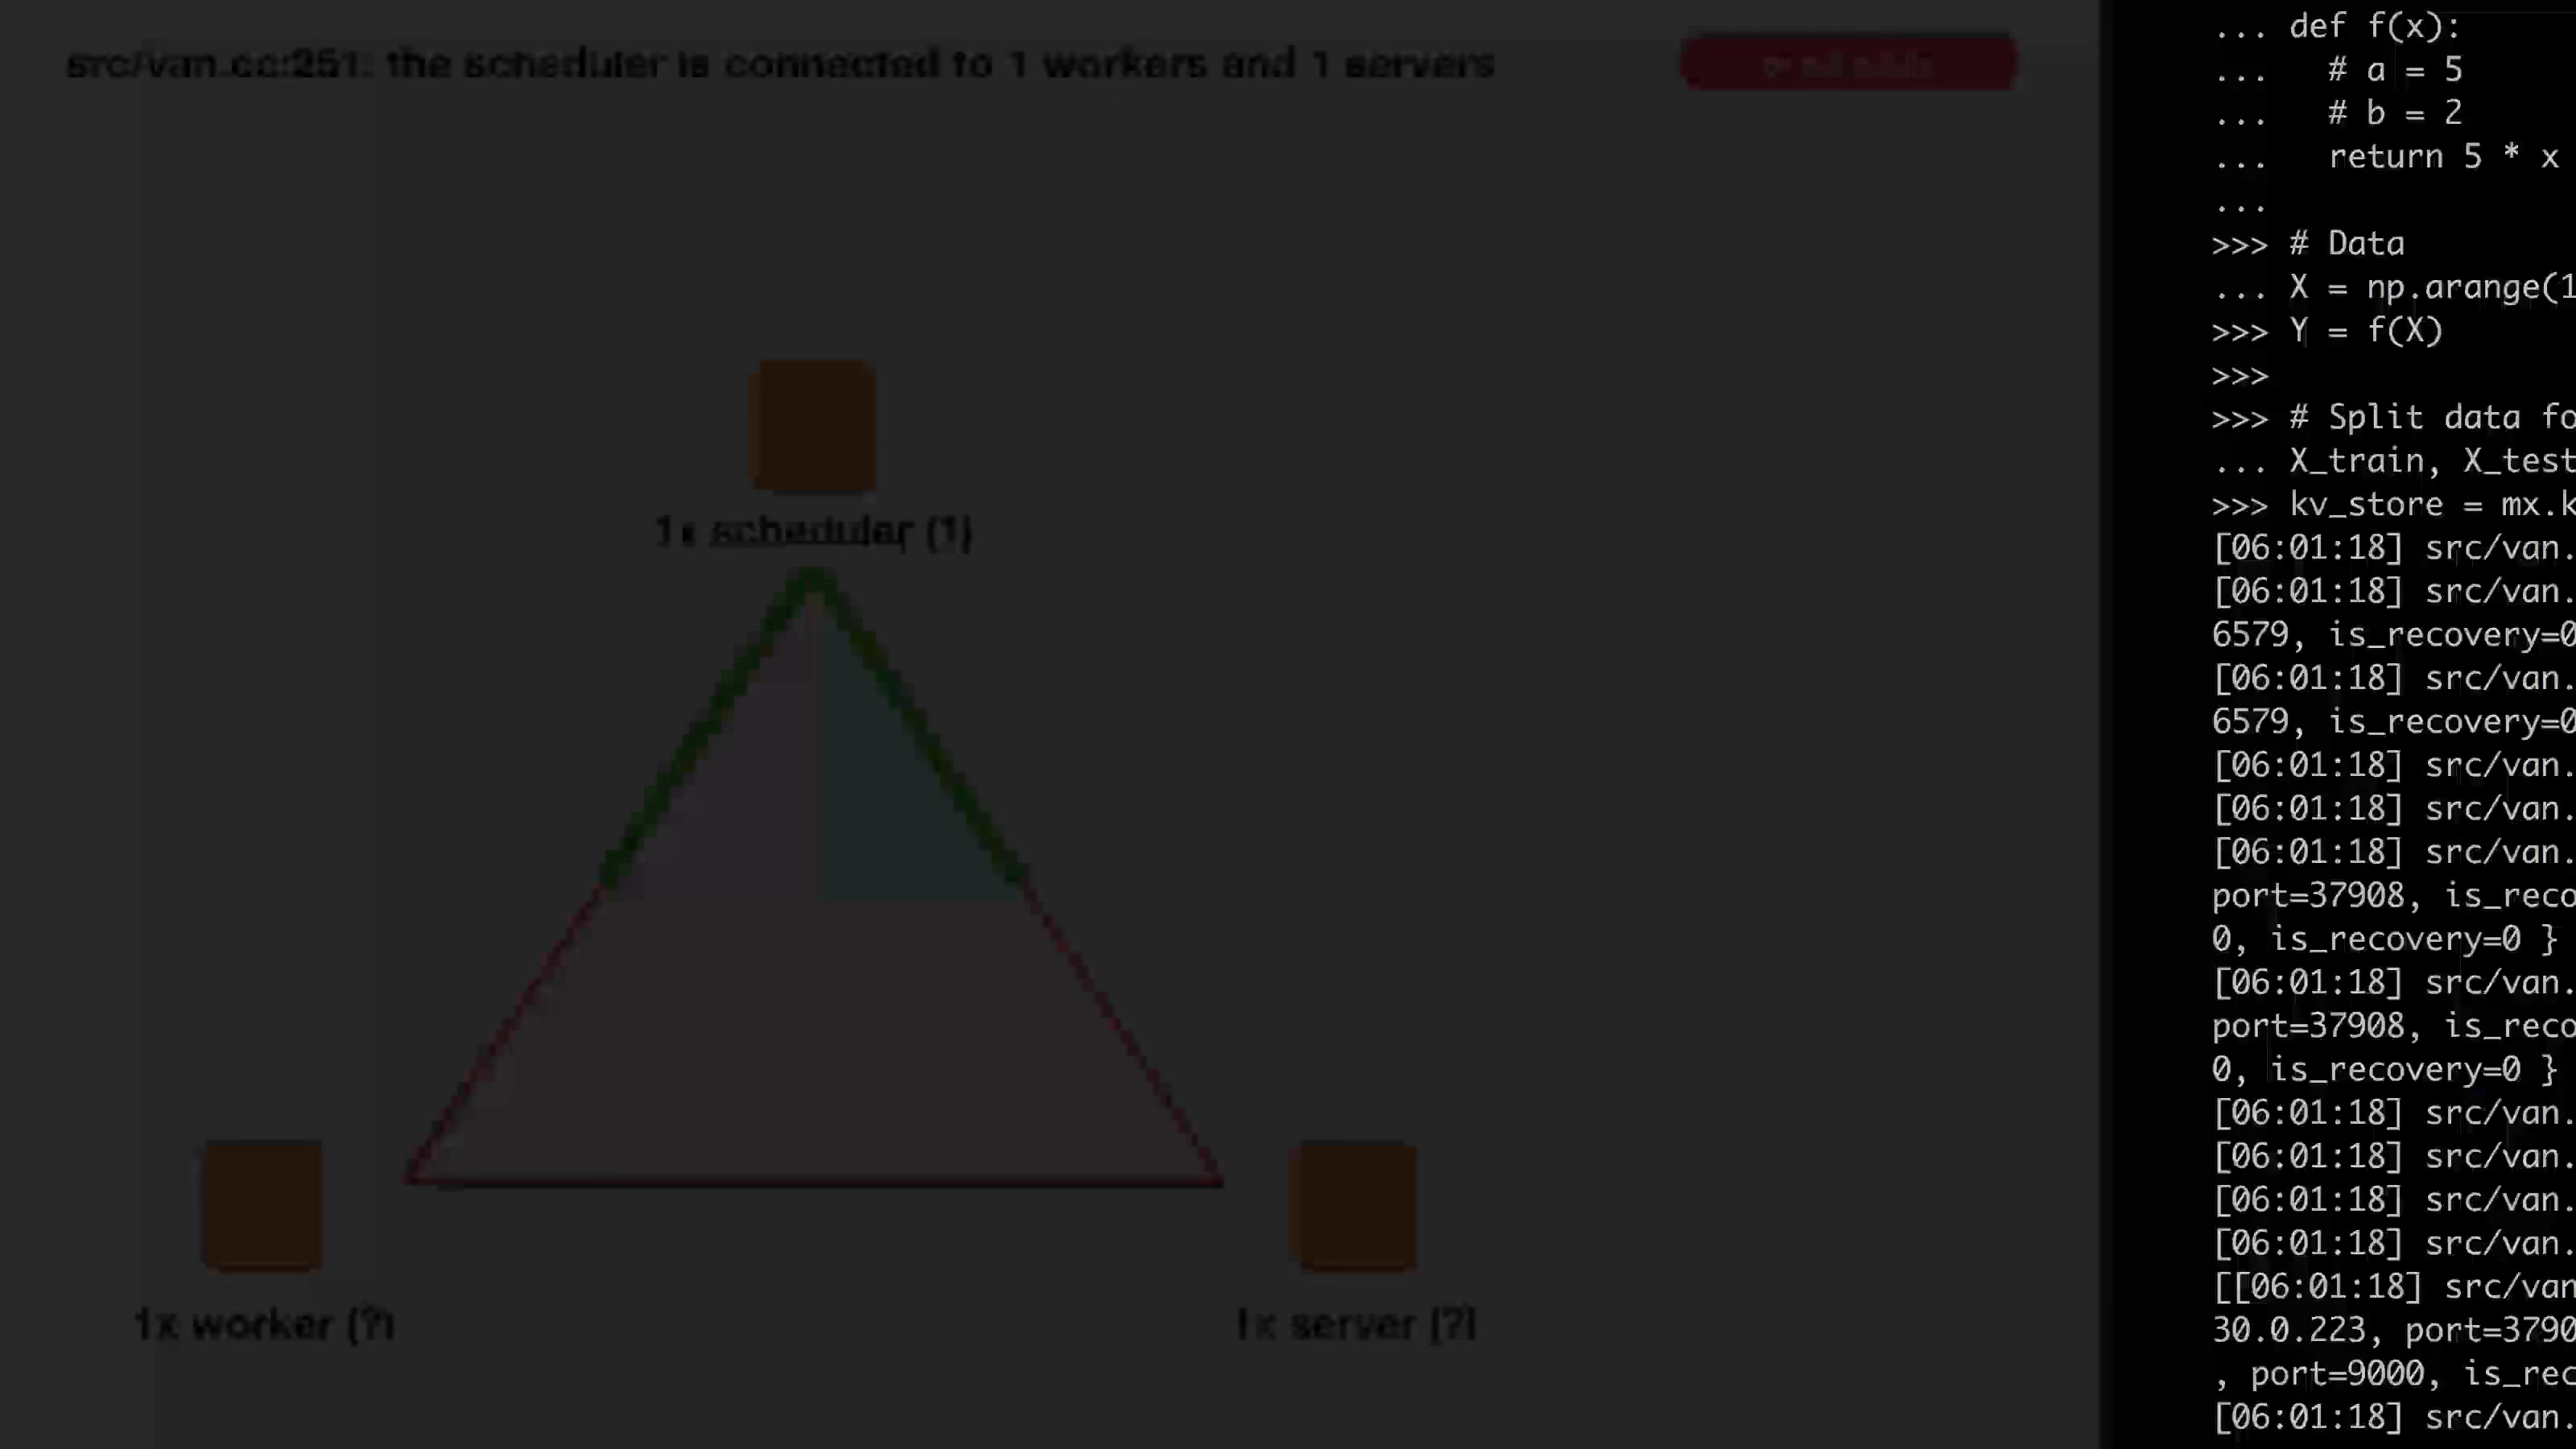 src/van.cc:251: the scheduler is connected to 1 workers and 1 servers
1x scheduler (1)
1x worker (?)
1x server (?)
... def f(x):
...   # a = 5
...   # b = 2
...   return 5 * x
...
>>> # Data
... X = np.arange(1
>>> Y = f(X)
>>>
>>> # Split data fo
... X_train, X_test
>>> kv_store = mx.k
[06:01:18] src/van.
[06:01:18] src/van.
6579, is_recovery=0
[06:01:18] src/van.
6579, is_recovery=0
[06:01:18] src/van.
[06:01:18] src/van.
[06:01:18] src/van.
port=37908, is_reco
0, is_recovery=0 }
[06:01:18] src/van.
port=37908, is_reco
0, is_recovery=0 }
[06:01:18] src/van.
[06:01:18] src/van.
[06:01:18] src/van.
[06:01:18] src/van.
[[06:01:18] src/van
30.0.223, port=3790
, port=9000, is_rec
[06:01:18] src/van.